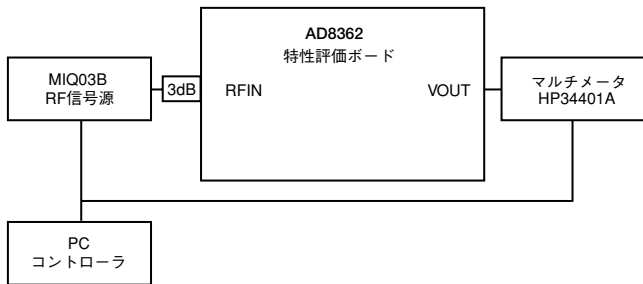 AD8362
特性評価ボード
MIQ03B
RF信号源
3dB
RFIN
VOUT
マルチメータ
HP34401A
PC
コントローラ